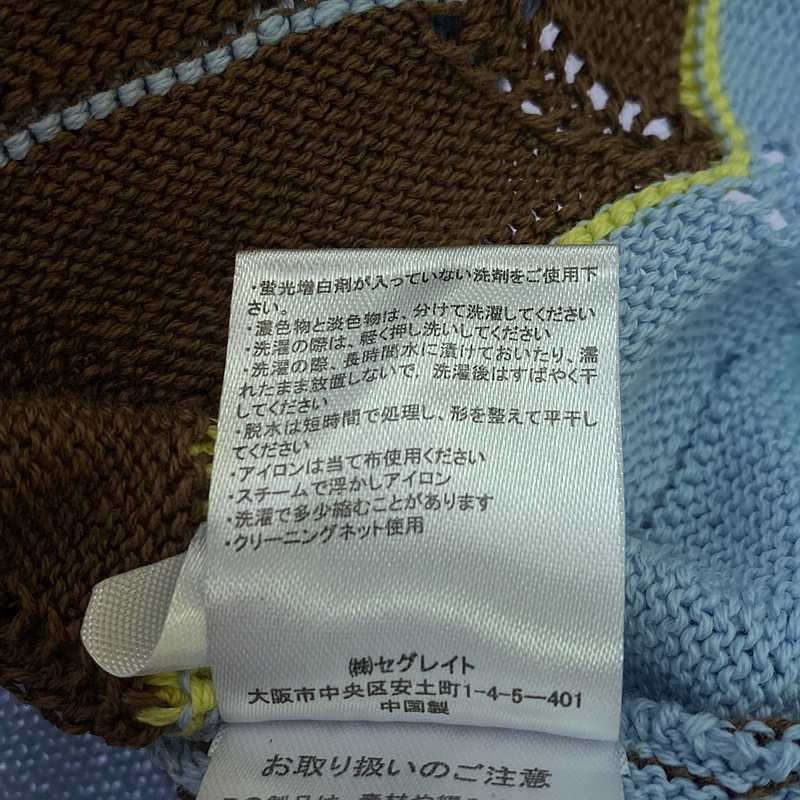 ・蛍光増白剤が入っていない洗剤をご使用下
さい。
・濃色物と淡色物は、分けて洗濯してください
・洗濯の際は、軽く押し洗いしてください
・洗濯の際、長時間水に漬けておいたり、濡
れたまま放置しないで、洗濯後はすばやく干
してください
・脱水は短時間で処理し、形を整えて平干し
てください
・アイロンは当て布使用ください
・スチームで浮かしアイロン
・洗濯で多少縮むことがあります
・クリーニングネット使用
㈱セグレイト
大阪市中央区安土町1-4-5―401
中国製
お取り扱いのご注意
この製品は、素材や